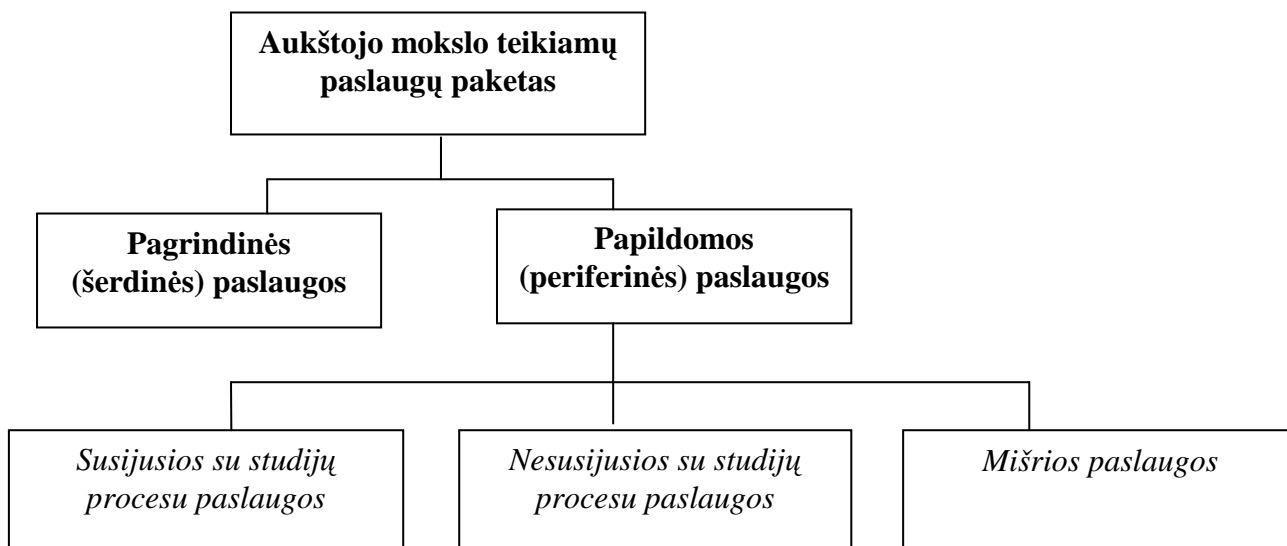 Aukštojo mokslo teikiamų
paslaugų paketas
Pagrindinės
(šerdinės) paslaugos
Papildomos
(periferinės) paslaugos
Susijusios su studijų
procesu paslaugos
Nesusijusios su studijų
procesu paslaugos
Mišrios paslaugos